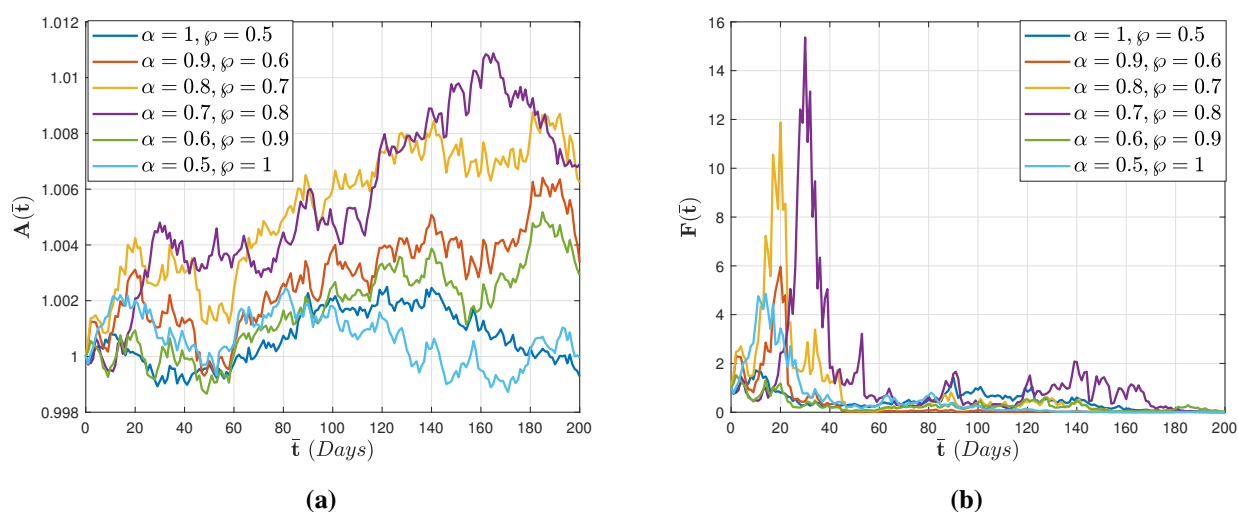 1.012
1.01
1.008
1.006
1.004
1.002
1
0.998
A(t̄)
α = 1, ℘ = 0.5
α = 0.9, ℘ = 0.6
α = 0.8, ℘ = 0.7
α = 0.7, ℘ = 0.8
α = 0.6, ℘ = 0.9
α = 0.5, ℘ = 1
0 20 40 60 80 100 120 140 160 180 200
t̄ (Days)
(a)
16
14
12
10
8
6
4
2
0
F(t̄)
α = 1, ℘ = 0.5
α = 0.9, ℘ = 0.6
α = 0.8, ℘ = 0.7
α = 0.7, ℘ = 0.8
α = 0.6, ℘ = 0.9
α = 0.5, ℘ = 1
0 20 40 60 80 100 120 140 160 180 200
t̄ (Days)
(b)